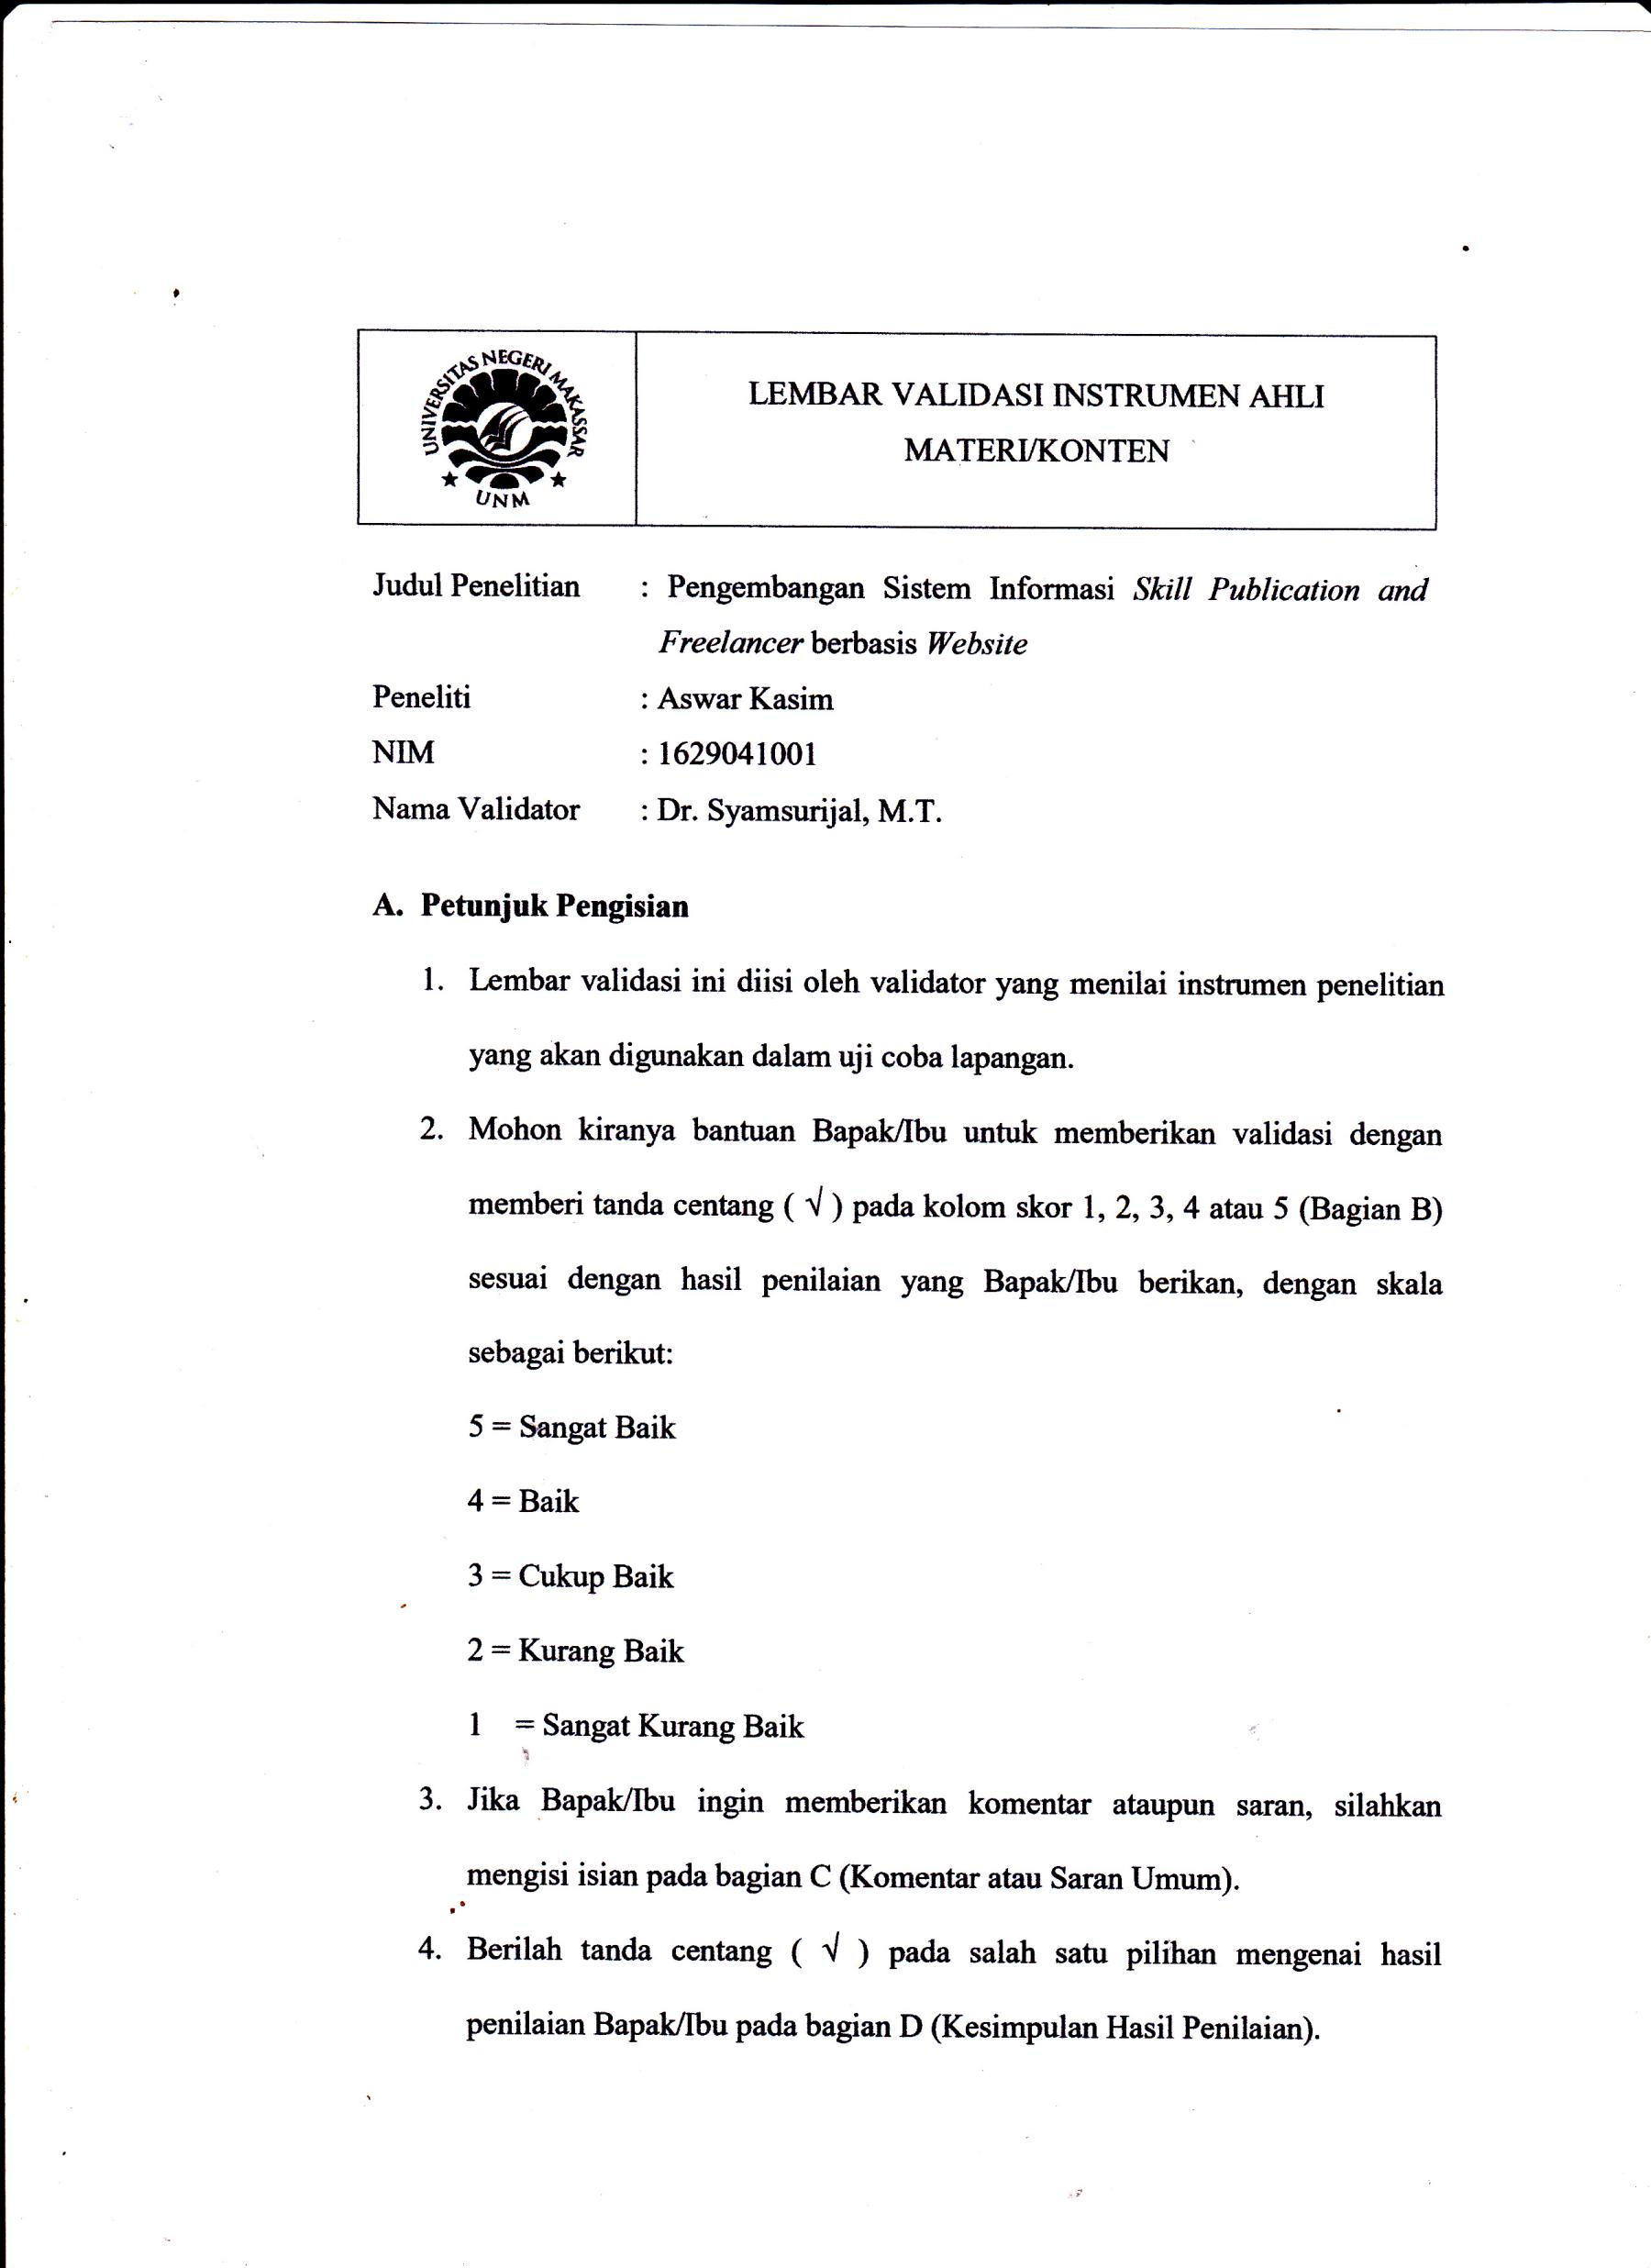 UNIVERSITAS NEGERI MAKASSAR
UNM
LEMBAR VALIDASI INSTRUMEN AHLI
MATERI/KONTEN
Judul Penelitian : Pengembangan Sistem Informasi Skill Publication and
Freelancer berbasis Website
Peneliti : Aswar Kasim
NIM : 1629041001
Nama Validator : Dr. Syamsurijal, M.T.
A. Petunjuk Pengisian
1. Lembar validasi ini diisi oleh validator yang menilai instrumen penelitian
yang akan digunakan dalam uji coba lapangan.
2. Mohon kiranya bantuan Bapak/Ibu untuk memberikan validasi dengan
memberi tanda centang ( √ ) pada kolom skor 1, 2, 3, 4 atau 5 (Bagian B)
sesuai dengan hasil penilaian yang Bapak/Ibu berikan, dengan skala
sebagai berikut:
5 = Sangat Baik
4 = Baik
3 = Cukup Baik
2 = Kurang Baik
1 = Sangat Kurang Baik
3. Jika Bapak/Ibu ingin memberikan komentar ataupun saran, silahkan
mengisi isian pada bagian C (Komentar atau Saran Umum).
4. Berilah tanda centang ( √ ) pada salah satu pilihan mengenai hasil
penilaian Bapak/Ibu pada bagian D (Kesimpulan Hasil Penilaian).